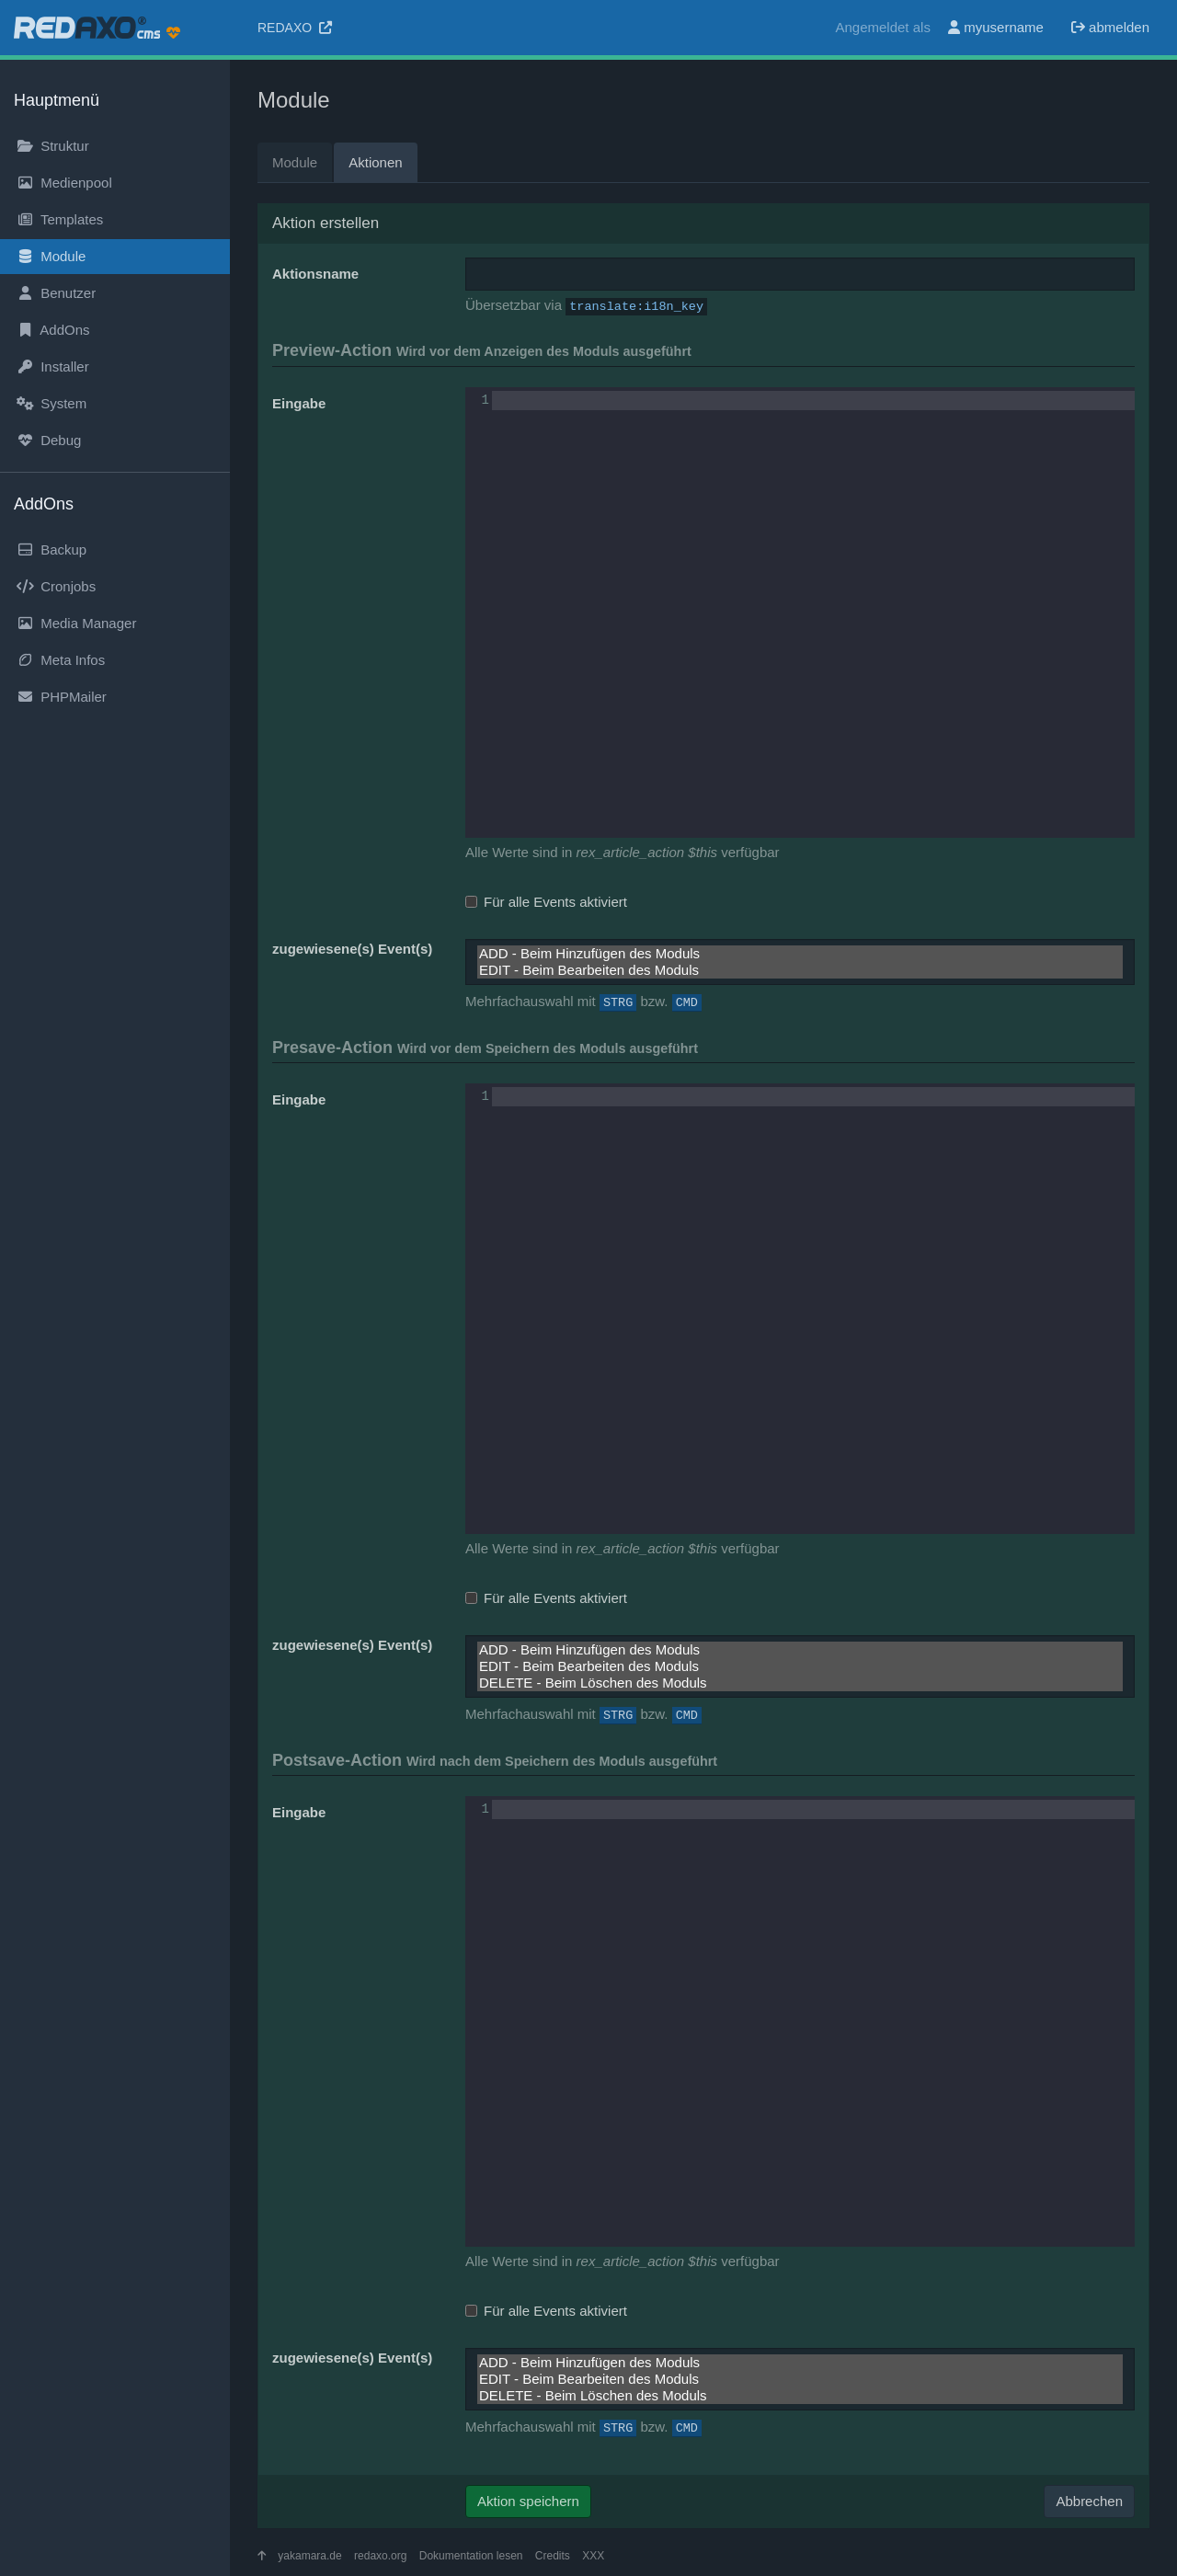 REDAXO® cms
REDAXO
Angemeldet als myusername abmelden
Hauptmenü
Struktur
Medienpool
Templates
Module
Benutzer
AddOns
Installer
System
Debug
AddOns
Backup
Cronjobs
Media Manager
Meta Infos
PHPMailer
Module
Module Aktionen
Aktion erstellen
Aktionsname
Übersetzbar via translate:i18n_key
Preview-Action Wird vor dem Anzeigen des Moduls ausgeführt
Eingabe
1
Alle Werte sind in rex_article_action $this verfügbar
Für alle Events aktiviert
zugewiesene(s) Event(s)
ADD - Beim Hinzufügen des Moduls
EDIT - Beim Bearbeiten des Moduls
Mehrfachauswahl mit STRG bzw. CMD
Presave-Action Wird vor dem Speichern des Moduls ausgeführt
Eingabe
1
Alle Werte sind in rex_article_action $this verfügbar
Für alle Events aktiviert
zugewiesene(s) Event(s)
ADD - Beim Hinzufügen des Moduls
EDIT - Beim Bearbeiten des Moduls
DELETE - Beim Löschen des Moduls
Mehrfachauswahl mit STRG bzw. CMD
Postsave-Action Wird nach dem Speichern des Moduls ausgeführt
Eingabe
1
Alle Werte sind in rex_article_action $this verfügbar
Für alle Events aktiviert
zugewiesene(s) Event(s)
ADD - Beim Hinzufügen des Moduls
EDIT - Beim Bearbeiten des Moduls
DELETE - Beim Löschen des Moduls
Mehrfachauswahl mit STRG bzw. CMD
Aktion speichern
Abbrechen
yakamara.de redaxo.org Dokumentation lesen Credits XXX